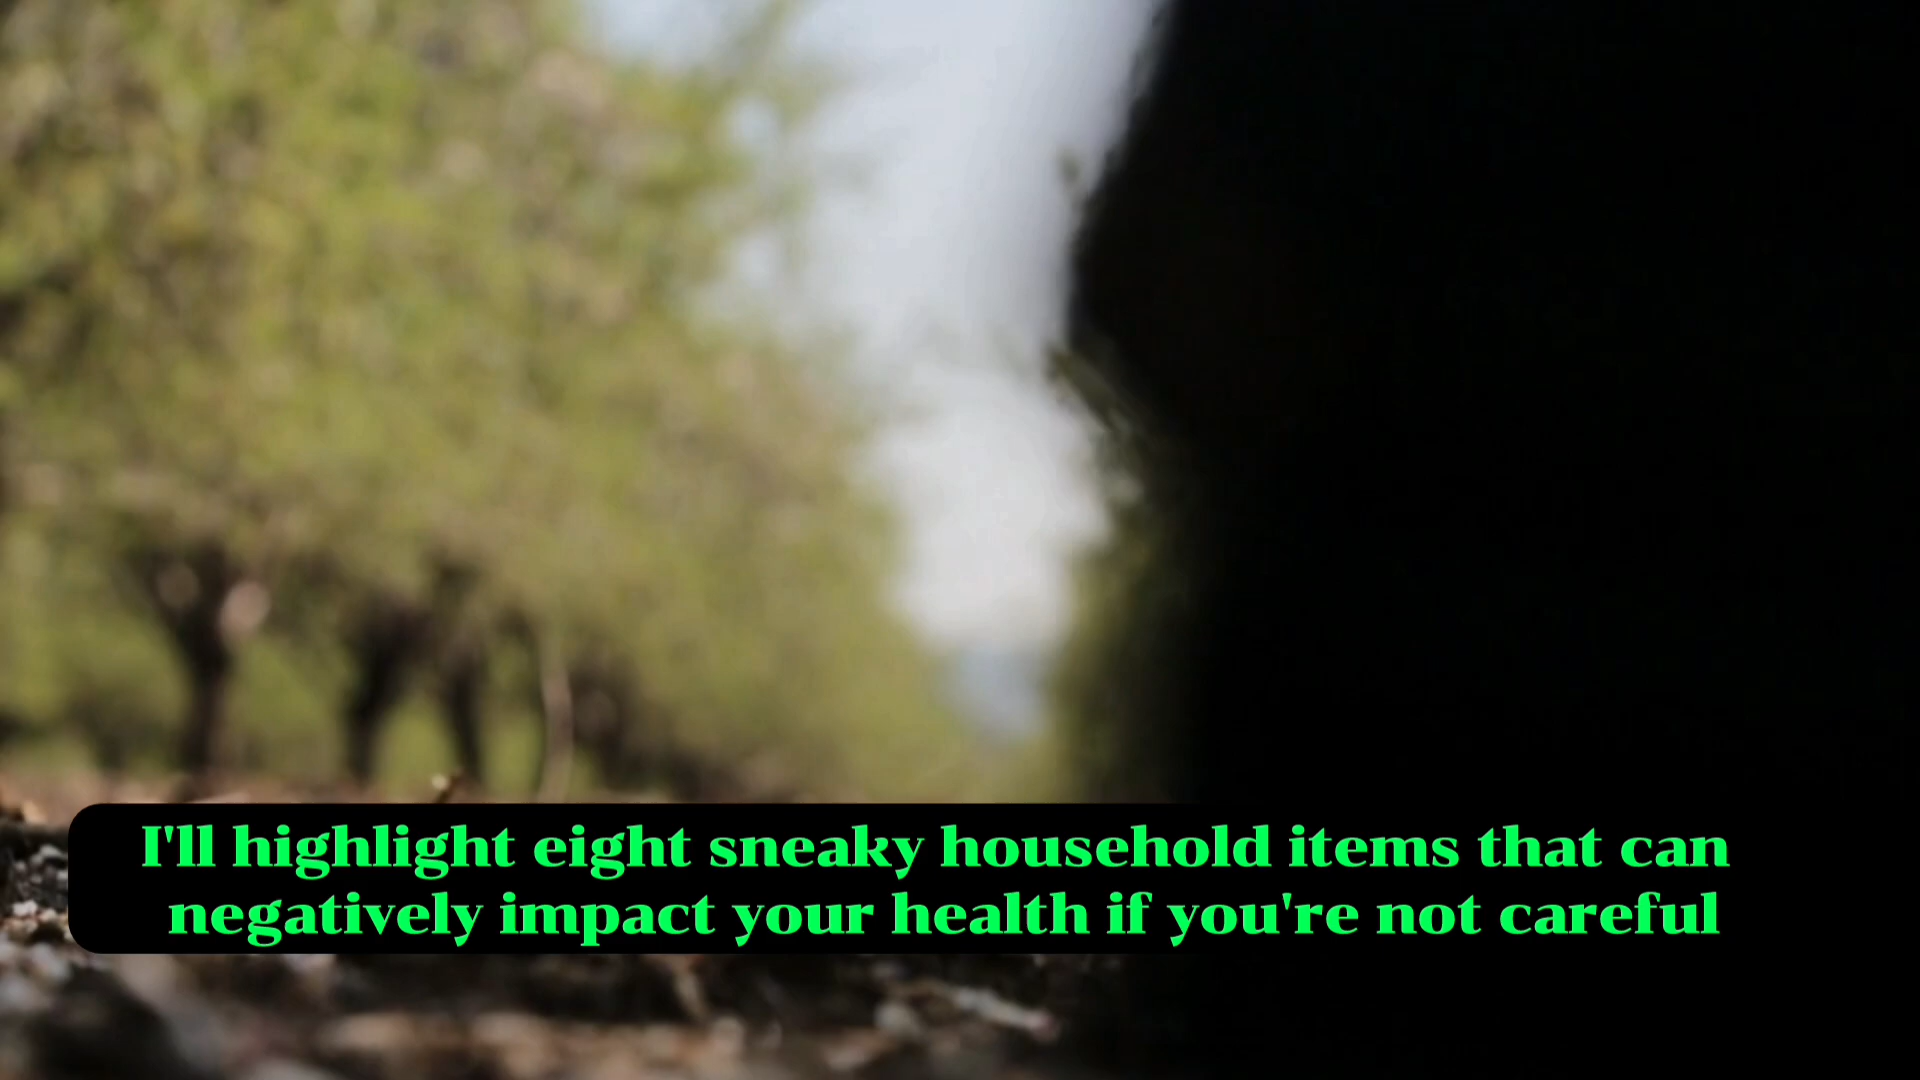 I'll highlight eight sneaky household items that can
negatively impact your health if you're not careful